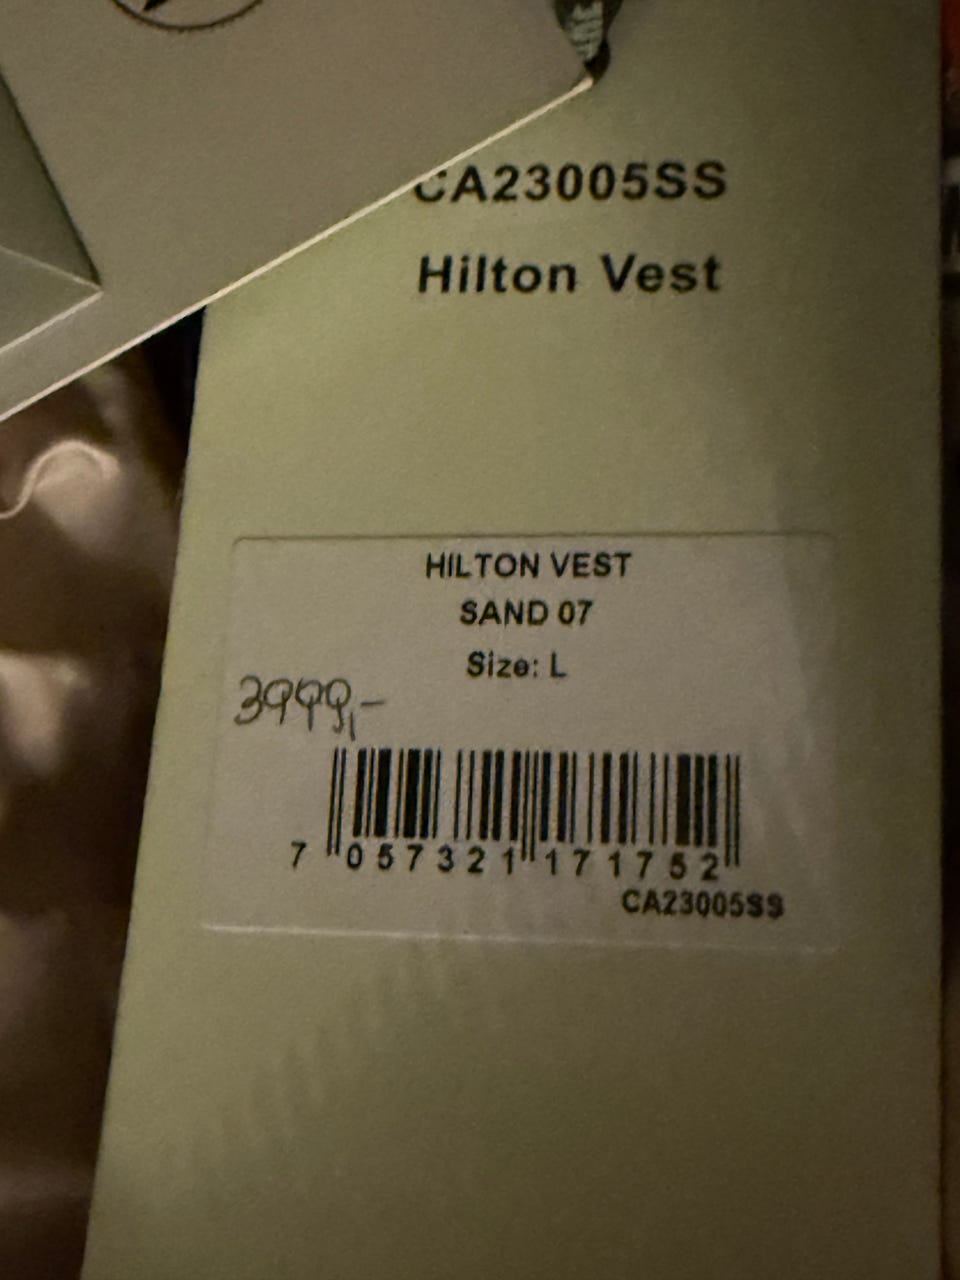 CA23005SS
Hilton Vest
HILTON VEST
SAND 07
Size: L
3999,-
7 057321 171752
CA23005SS